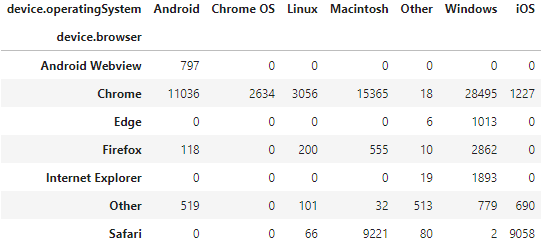 device.operatingSystem Android Chrome OS Linux Macintosh Other Windows iOS
device.browser
Android Webview 797 0 0 0 0 0 0
Chrome 11036 2634 3056 15365 18 28495 1227
Edge 0 0 0 0 6 1013 0
Firefox 118 0 200 555 10 2862 0
Internet Explorer 0 0 0 0 19 1893 0
Other 519 0 101 32 513 779 690
Safari 0 0 66 9221 80 2 9058